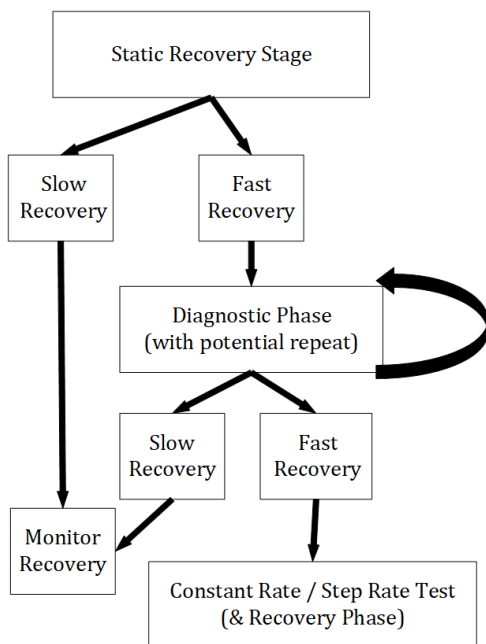 Static Recovery Stage
Slow
Recovery
Fast
Recovery
Diagnostic Phase
(with potential repeat)
Slow
Recovery
Fast
Recovery
Monitor
Recovery
Constant Rate / Step Rate Test
(& Recovery Phase)